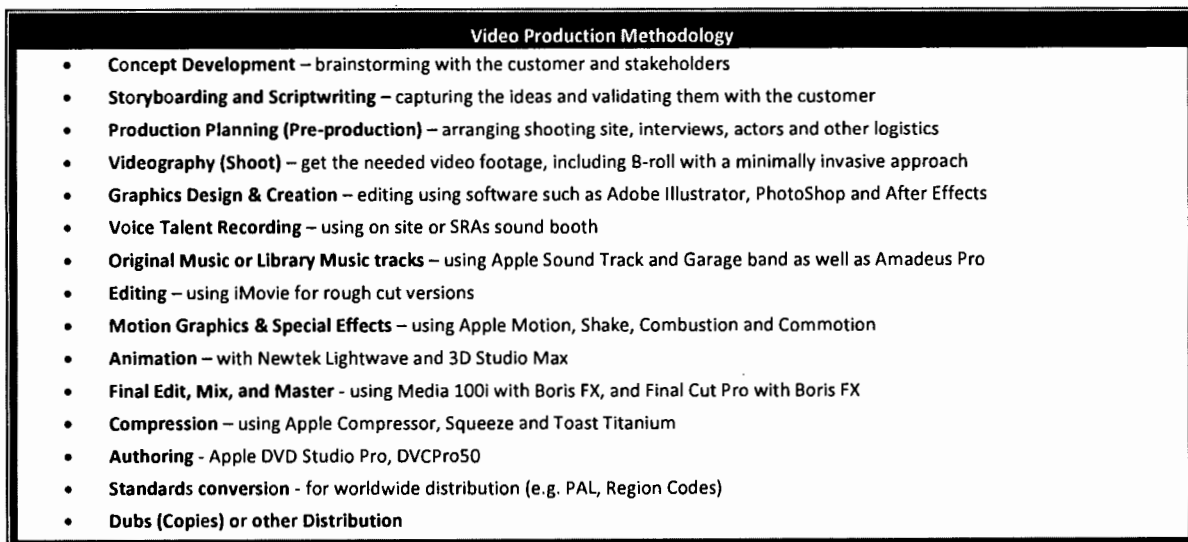 Video Production Methodology
• Concept Development – brainstorming with the customer and stakeholders
• Storyboarding and Scriptwriting – capturing the ideas and validating them with the customer
• Production Planning (Pre-production) – arranging shooting site, interviews, actors and other logistics
• Videography (Shoot) – get the needed video footage, including B-roll with a minimally invasive approach
• Graphics Design & Creation – editing using software such as Adobe Illustrator, PhotoShop and After Effects
• Voice Talent Recording – using on site or SRAs sound booth
• Original Music or Library Music tracks – using Apple Sound Track and Garage band as well as Amadeus Pro
• Editing – using iMovie for rough cut versions
• Motion Graphics & Special Effects – using Apple Motion, Shake, Combustion and Commotion
• Animation – with Newtek Lightwave and 3D Studio Max
• Final Edit, Mix, and Master - using Media 100i with Boris FX, and Final Cut Pro with Boris FX
• Compression – using Apple Compressor, Squeeze and Toast Titanium
• Authoring - Apple DVD Studio Pro, DVCPro50
• Standards conversion - for worldwide distribution (e.g. PAL, Region Codes)
• Dubs (Copies) or other Distribution